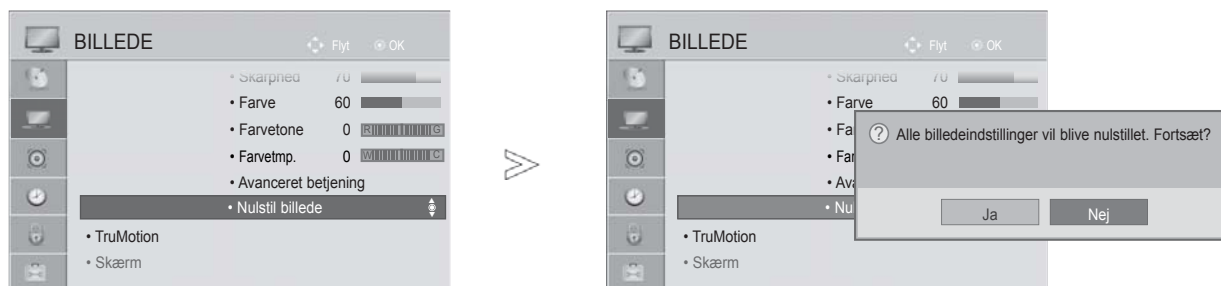 BILLEDE Flyt OK
• Skarphed 70
• Farve 60
• Farvetone 0 R G
• Farvetmp. 0 W C
• Avanceret betjening
• Nulstil billede
• TruMotion
• Skærm
BILLEDE Flyt OK
• Skarphed 70
• Farve 60
• Fa
• Far
• Av
• Nu
• TruMotion
• Skærm
? Alle billedeindstillinger vil blive nulstillet. Fortsæt?
Ja Nej